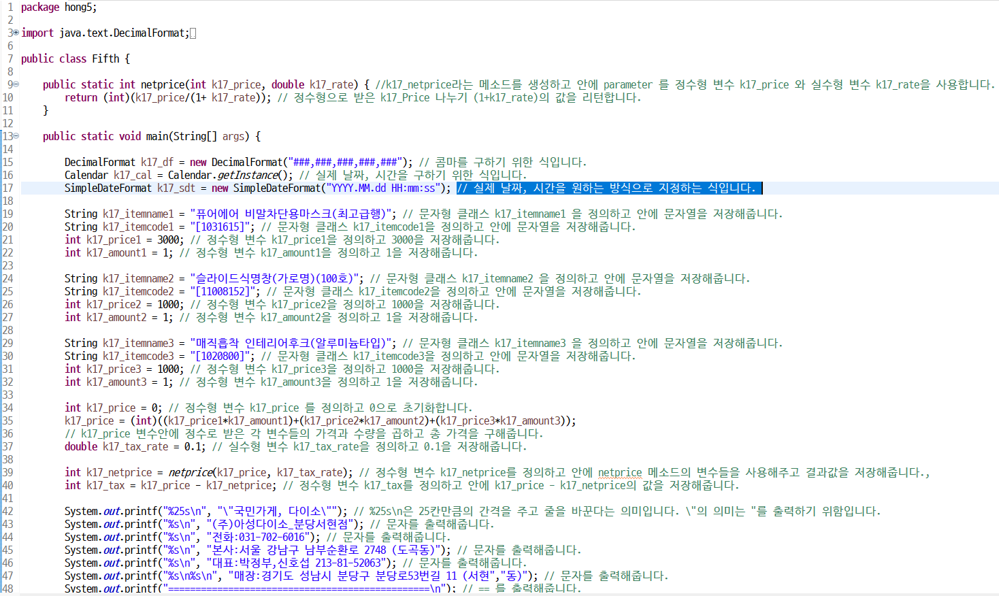 1 package hong5;
2
3 import java.text.DecimalFormat;
6
7 public class Fifth {
8
9 public static int netprice(int k17_price, double k17_rate) { //k17_netprice라는 메소드를 생성하고 안에 parameter 를 정수형 변수 k17_price 와 실수형 변수 k17_rate을 사용합니다.
10 return (int)(k17_price/(1+ k17_rate)); // 정수형으로 받은 k17_Price 나누기 (1+k17_rate)의 값을 리턴합니다.
11 }
12
13 public static void main(String[] args) {
14
15 DecimalFormat k17_df = new DecimalFormat("###,###,###,###,###"); // 콤마를 구하기 위한 식입니다.
16 Calendar k17_cal = Calendar.getInstance(); // 실제 날짜, 시간을 구하기 위한 식입니다.
17 SimpleDateFormat k17_sdt = new SimpleDateFormat("YYYY.MM.dd HH:mm:ss"); // 실제 날짜, 시간을 원하는 방식으로 지정하는 식입니다.
18
19 String k17_itemname1 = "퓨어에어 비말차단용마스크(최고급행)"; // 문자형 클래스 k17_itemname1 을 정의하고 안에 문자열을 저장해줍니다.
20 String k17_itemcode1 = "[1031615]"; // 문자형 클래스 k17_itemcode1을 정의하고 안에 문자열을 저장해줍니다.
21 int k17_price1 = 3000; // 정수형 변수 k17_price1을 정의하고 3000을 저장해줍니다.
22 int k17_amount1 = 1; // 정수형 변수 k17_amount1을 정의하고 1을 저장해줍니다.
23
24 String k17_itemname2 = "슬라이드식명창(가로명)(100호)"; // 문자형 클래스 k17_itemname2 을 정의하고 안에 문자열을 저장해줍니다.
25 String k17_itemcode2 = "[11008152]"; // 문자형 클래스 k17_itemcode2을 정의하고 안에 문자열을 저장해줍니다.
26 int k17_price2 = 1000; // 정수형 변수 k17_price2을 정의하고 1000을 저장해줍니다.
27 int k17_amount2 = 1; // 정수형 변수 k17_amount2을 정의하고 1을 저장해줍니다.
28
29 String k17_itemname3 = "매직흡착 인테리어후크(알루미늄타입)"; // 문자형 클래스 k17_itemname3 을 정의하고 안에 문자열을 저장해줍니다.
30 String k17_itemcode3 = "[1020800]"; // 문자형 클래스 k17_itemcode3을 정의하고 안에 문자열을 저장해줍니다.
31 int k17_price3 = 1000; // 정수형 변수 k17_price3을 정의하고 1000을 저장해줍니다.
32 int k17_amount3 = 1; // 정수형 변수 k17_amount3을 정의하고 1을 저장해줍니다.
33
34 int k17_price = 0; // 정수형 변수 k17_price 를 정의하고 0으로 초기화합니다.
35 k17_price = (int)((k17_price1*k17_amount1)+(k17_price2*k17_amount2)+(k17_price3*k17_amount3));
36 // k17_price 변수안에 정수로 받은 각 변수들의 가격과 수량을 곱하고 총 가격을 구해줍니다.
37 double k17_tax_rate = 0.1; // 실수형 변수 k17_tax_rate을 정의하고 0.1을 저장해줍니다.
38
39 int k17_netprice = netprice(k17_price, k17_tax_rate); // 정수형 변수 k17_netprice를 정의하고 안에 netprice 메소드의 변수들을 사용해주고 결과값을 저장해줍니다.,
40 int k17_tax = k17_price - k17_netprice; // 정수형 변수 k17_tax를 정의하고 안에 k17_price - k17_netprice의 값을 저장해줍니다.
41
42 System.out.printf("%25s\n", "\"국민가게, 다이소\""); // %25s\n은 25칸만큼의 간격을 주고 줄을 바꾼다는 의미입니다. \"의 의미는 "를 출력하기 위함입니다.
43 System.out.printf("%s\n", "(주)아성다이소_분당서현점"); // 문자를 출력해줍니다.
44 System.out.printf("%s\n", "전화:031-702-6016"); // 문자를 출력해줍니다.
45 System.out.printf("%s\n", "본사:서울 강남구 남부순환로 2748 (도곡동)"); // 문자를 출력해줍니다.
46 System.out.printf("%s\n", "대표:박정부,신호섭 213-81-52063"); // 문자를 출력해줍니다.
47 System.out.printf("%s\n%s\n", "매장:경기도 성남시 분당구 분당로53번길 11 (서현","동)"); // 문자를 출력해줍니다.
48 System.out.printf("================================================\n"); // == 를 출력해줍니다.